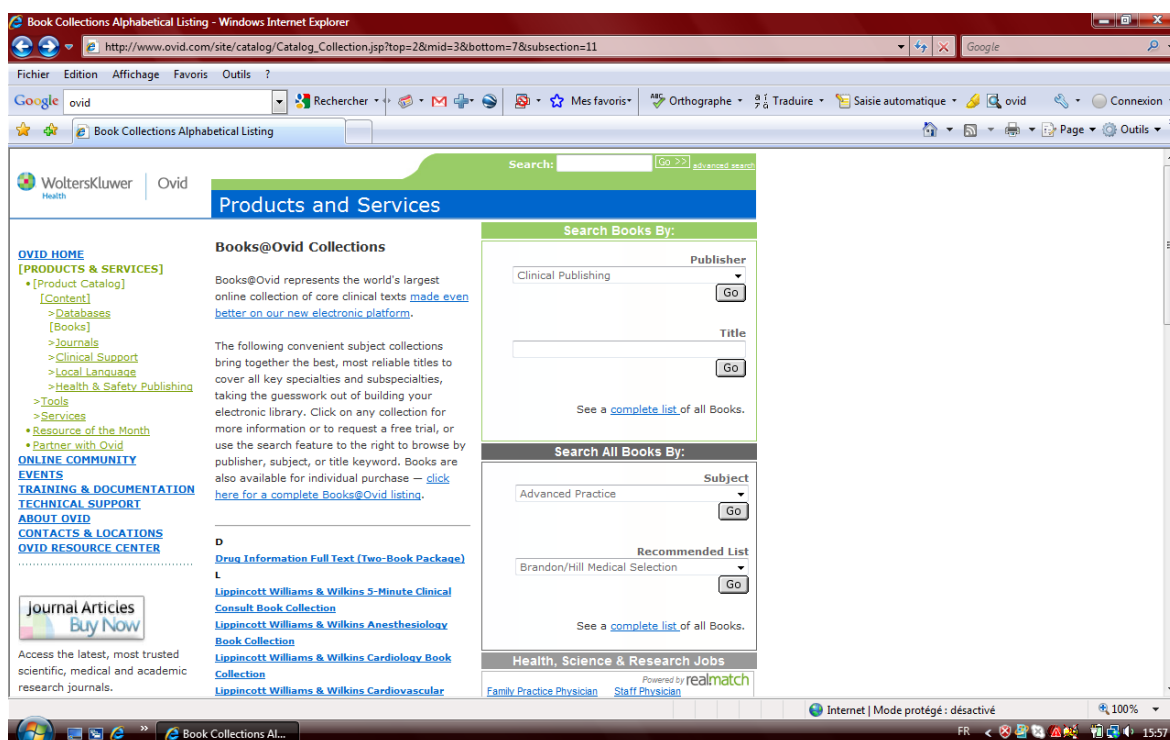 Book Collections Alphabetical Listing - Windows Internet Explorer
http://www.ovid.com/site/catalog/Catalog_Collection.jsp?top=2&mid=3&bottom=7&subsection=11
Google
Fichier Edition Affichage Favoris Outils ?
Google ovid Rechercher Mes favoris Orthographe Traduire Saisie automatique ovid Connexion
Book Collections Alphabetical Listing
Page Outils
Search: Go >> advanced search
WoltersKluwer Ovid
Health
Products and Services
OVID HOME
[PRODUCTS & SERVICES]
• [Product Catalog]
[Content]
>Databases
[Books]
>Journals
>Clinical Support
>Local Language
>Health & Safety Publishing
>Tools
>Services
• Resource of the Month
• Partner with Ovid
ONLINE COMMUNITY
EVENTS
TRAINING & DOCUMENTATION
TECHNICAL SUPPORT
ABOUT OVID
CONTACTS & LOCATIONS
OVID RESOURCE CENTER
Journal Articles
Buy Now
Access the latest, most trusted
scientific, medical and academic
research journals.
Books@Ovid Collections
Books@Ovid represents the world's largest
online collection of core clinical texts made even
better on our new electronic platform.
The following convenient subject collections
bring together the best, most reliable titles to
cover all key specialties and subspecialties,
taking the guesswork out of building your
electronic library. Click on any collection for
more information or to request a free trial, or
use the search feature to the right to browse by
publisher, subject, or title keyword. Books are
also available for individual purchase — click
here for a complete Books@Ovid listing.
D
Drug Information Full Text (Two-Book Package)
L
Lippincott Williams & Wilkins 5-Minute Clinical
Consult Book Collection
Lippincott Williams & Wilkins Anesthesiology
Book Collection
Lippincott Williams & Wilkins Cardiology Book
Collection
Lippincott Williams & Wilkins Cardiovascular
Search Books By:
Publisher
Clinical Publishing
Go
Title
Go
See a complete list of all Books.
Search All Books By:
Subject
Advanced Practice
Go
Recommended List
Brandon/Hill Medical Selection
Go
See a complete list of all Books.
Health, Science & Research Jobs
Powered by realmatch
Family Practice Physician Staff Physician
Internet | Mode protégé : désactivé 100%
Book Collections Al... FR 15:57